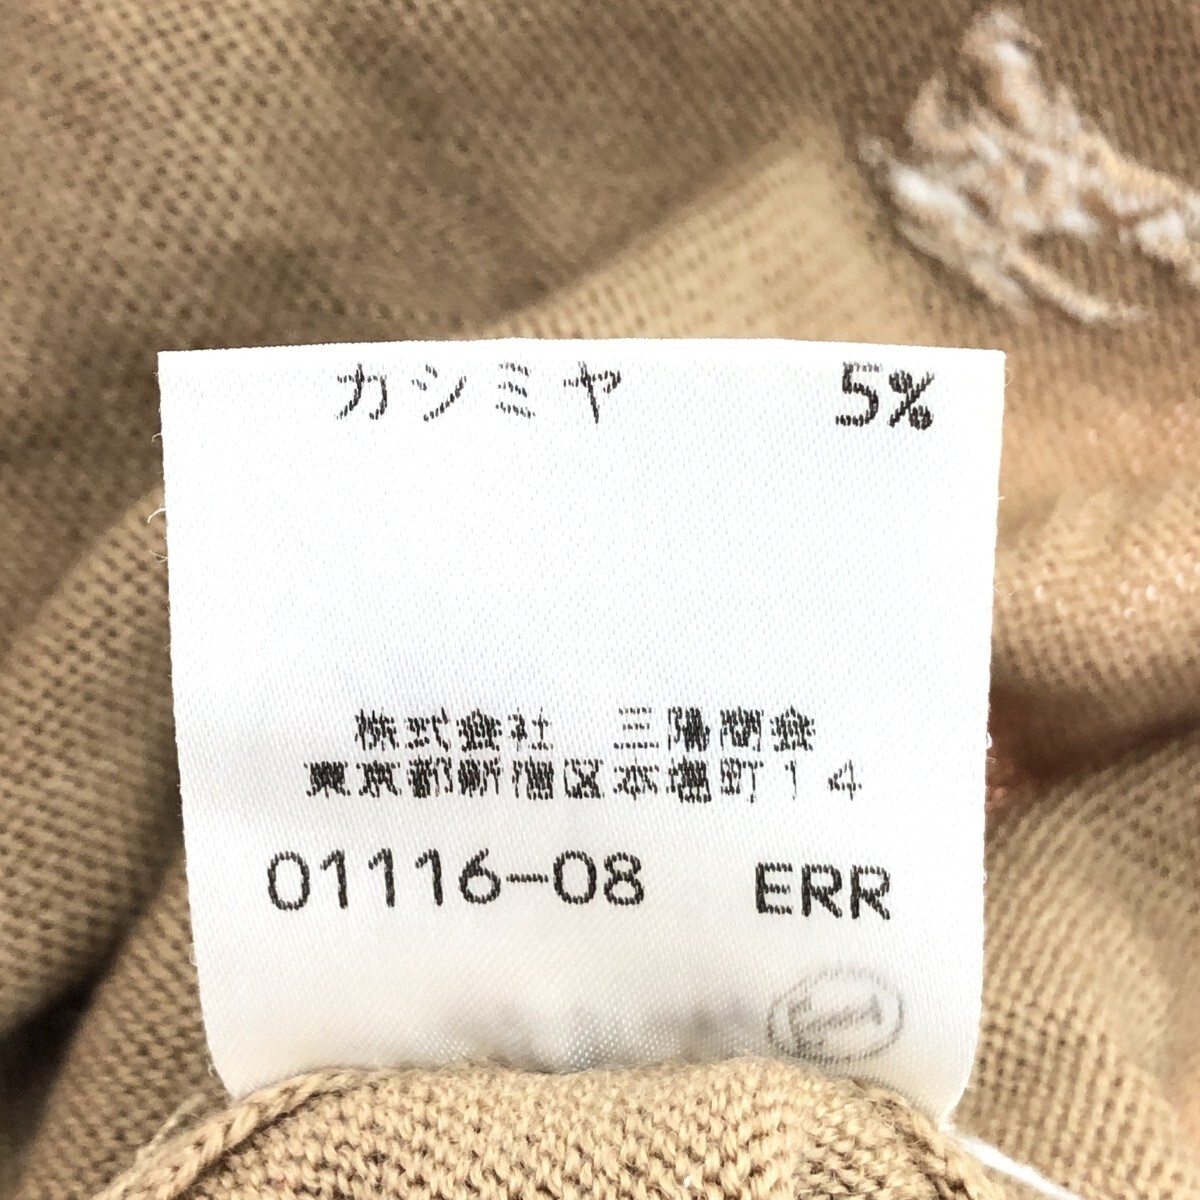 カシミヤ 5%
株式会社 三陽商会
東京都新宿区本塩町14
01116-08 ERR